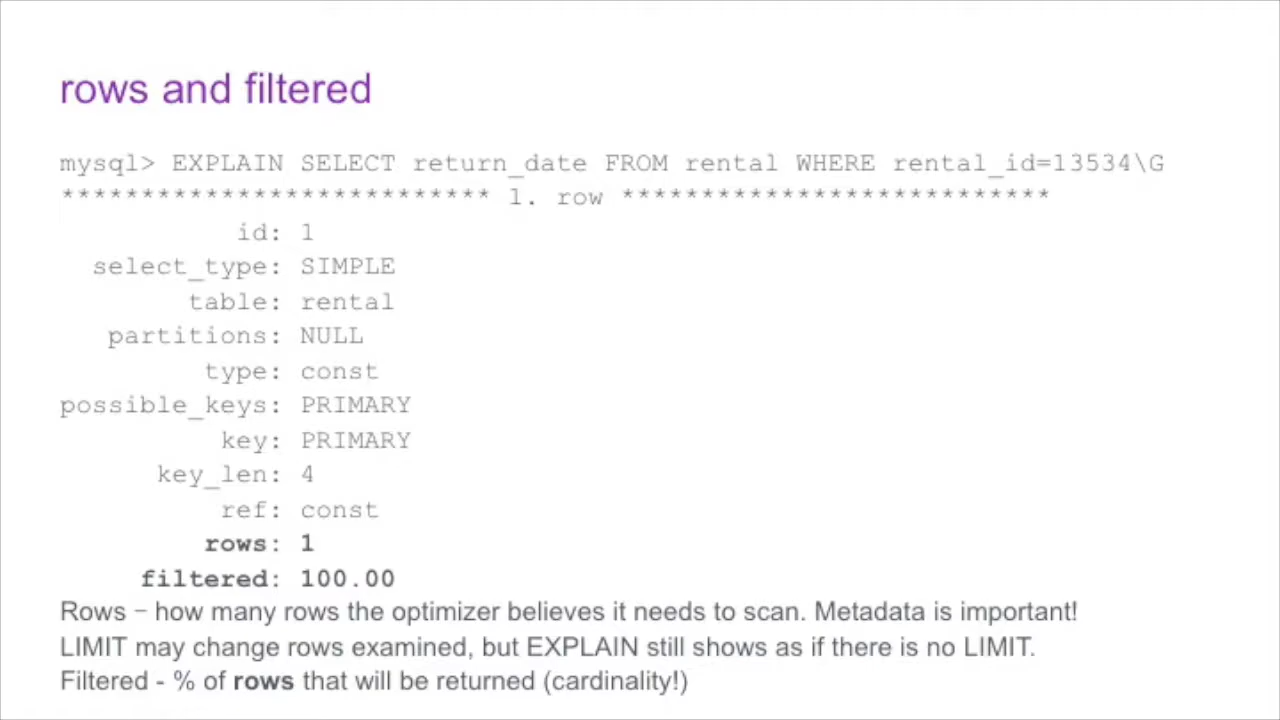 rows and filtered
mysql> EXPLAIN SELECT return_date FROM rental WHERE rental_id=13534\G
*************************** 1. row ***************************
id: 1
select_type: SIMPLE
table: rental
partitions: NULL
type: const
possible_keys: PRIMARY
key: PRIMARY
key_len: 4
ref: const
rows: 1
filtered: 100.00
Rows – how many rows the optimizer believes it needs to scan. Metadata is important!
LIMIT may change rows examined, but EXPLAIN still shows as if there is no LIMIT.
Filtered - % of rows that will be returned (cardinality!)